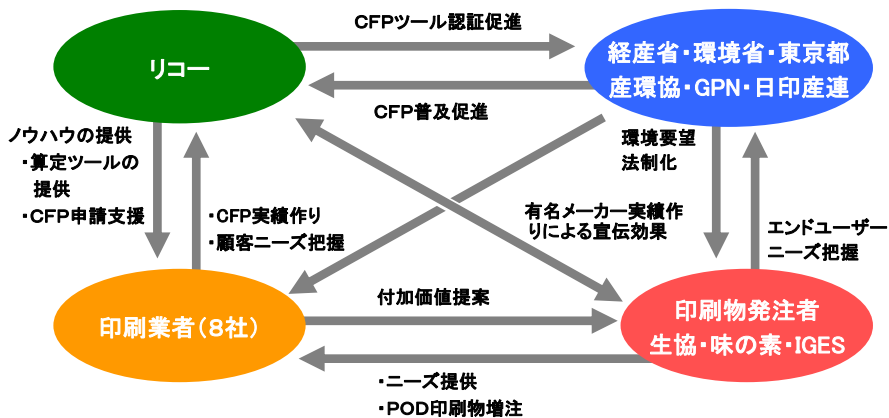 CFPツール認証促進
リコー
経産省・環境省・東京都
産環協・GPN・日印産連
CFP普及促進
ノウハウの提供
・算定ツールの
提供
・CFP申請支援
・CFP実績作り
・顧客ニーズ把握
環境要望
法制化
有名メーカー実績作
りによる宣伝効果
エンドユーザー
ニーズ把握
印刷業者(8社)
付加価値提案
印刷物発注者
生協・味の素・IGES
・ニーズ提供
・POD印刷物増注